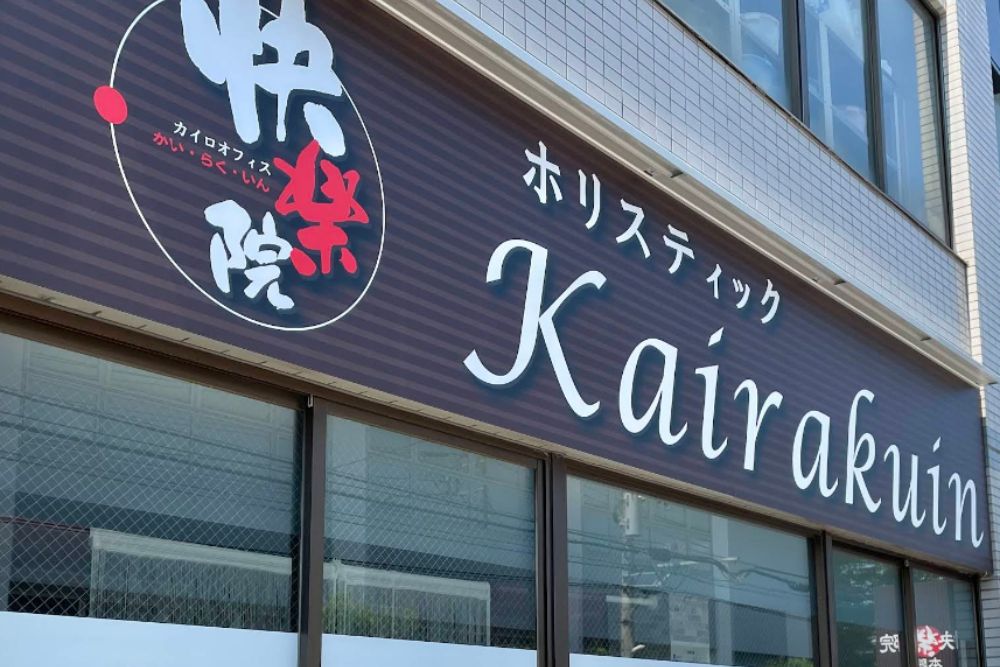 快楽院
カイロオフィス
かい・らく・いん
ホリスティック
Kairakuin